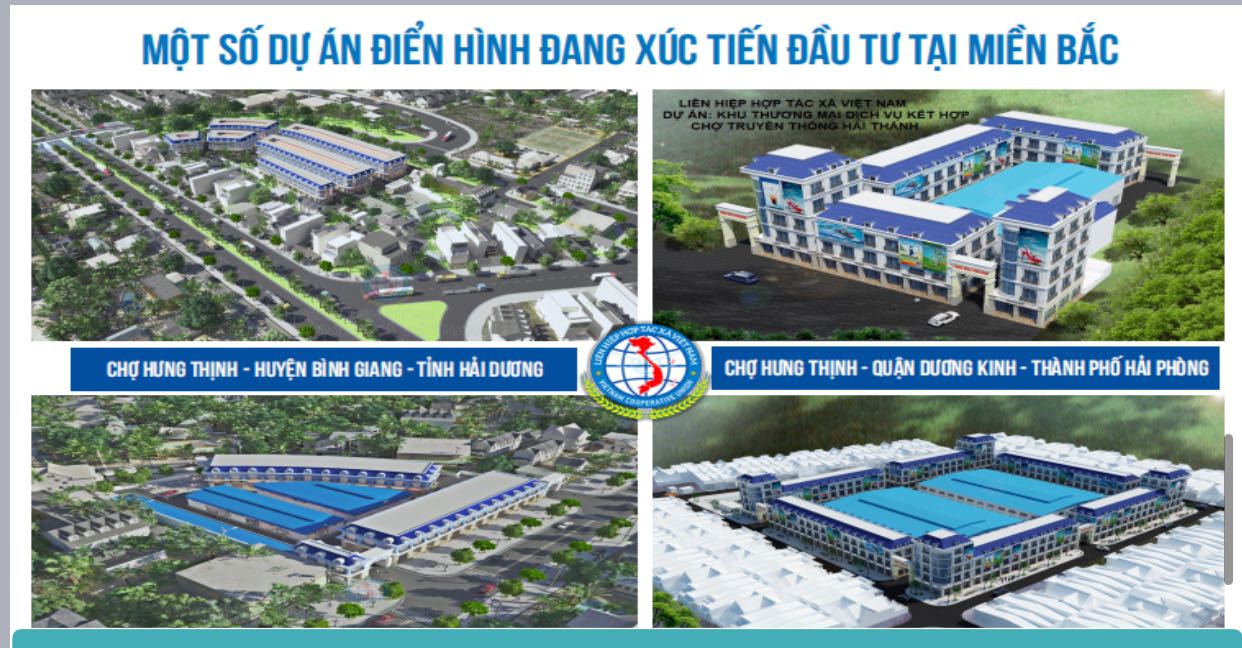 MỘT SỐ DỰ ÁN ĐIỂN HÌNH ĐANG XÚC TIẾN ĐẦU TƯ TẠI MIỀN BẮC
LIÊN HIỆP HỢP TÁC XÃ VIỆT NAM
DỰ ÁN: KHU THƯƠNG MẠI DỊCH VỤ KẾT HỢP
CHỢ TRUYỀN THỐNG HẢI THÀNH
CHỢ HƯNG THỊNH - HUYỆN BÌNH GIANG - TỈNH HẢI DƯƠNG
LIÊN HIỆP HỢP TÁC XÃ VIỆT NAM
VIETNAM COOPERATIVE UNION
CHỢ HƯNG THỊNH - QUẬN DƯƠNG KINH - THÀNH PHỐ HẢI PHÒNG